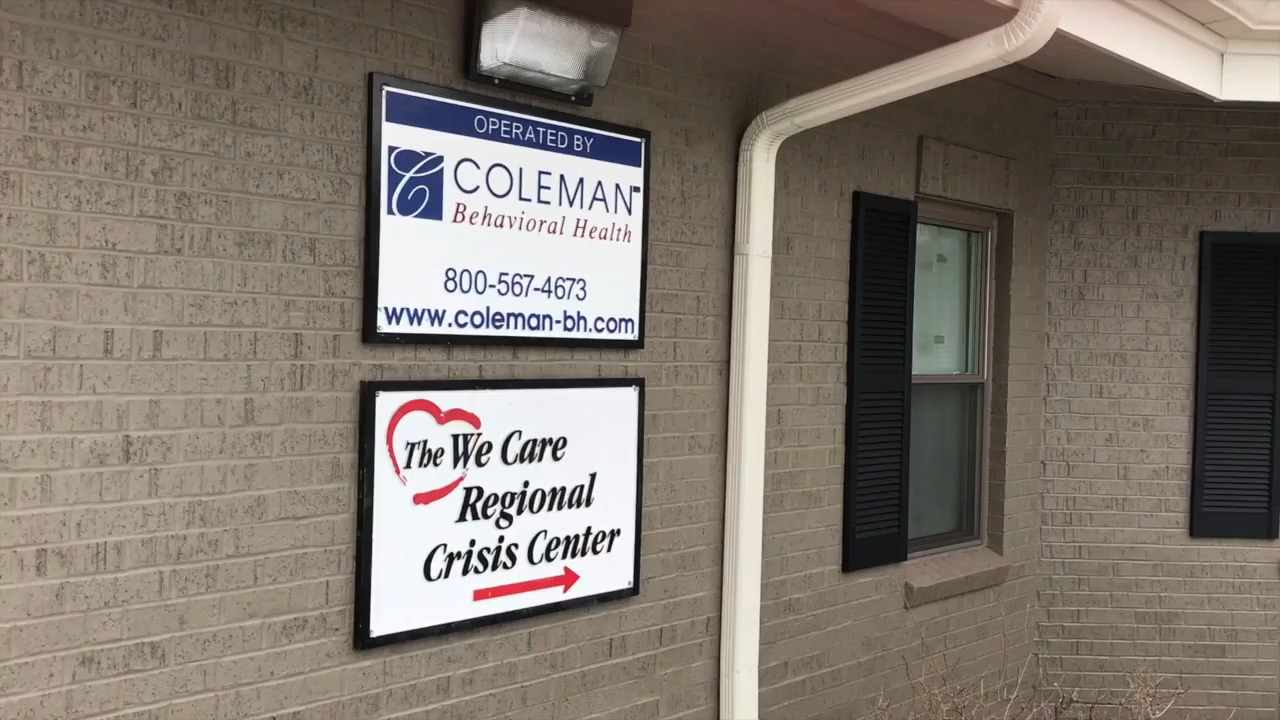 OPERATED BY
C COLEMAN
Behavioral Health
800-567-4673
www.coleman-bh.com
The We Care
Regional
Crisis Center